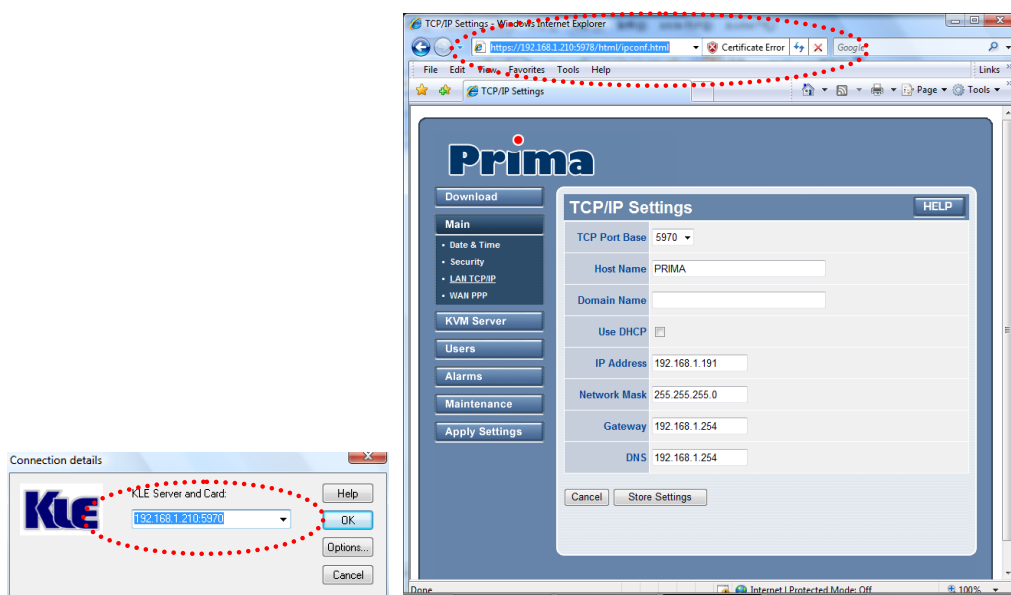 TCP/IP Settings - Windows Internet Explorer
https://192.168.1.210:5978/html/ipconf.html
Certificate Error
Google
File Edit View Favorites Tools Help
Links
TCP/IP Settings
Page Tools
Prima
Download
Main
• Date & Time
• Security
• LAN TCP/IP
• WAN PPP
KVM Server
Users
Alarms
Maintenance
Apply Settings
TCP/IP Settings
HELP
TCP Port Base 5970
Host Name PRIMA
Domain Name
Use DHCP
IP Address 192.168.1.191
Network Mask 255.255.255.0
Gateway 192.168.1.254
DNS 192.168.1.254
Cancel Store Settings
Done
Internet | Protected Mode: Off
100%
Connection details
KLE
KLE Server and Card:
192.168.1.210:5970
Help
OK
Options...
Cancel